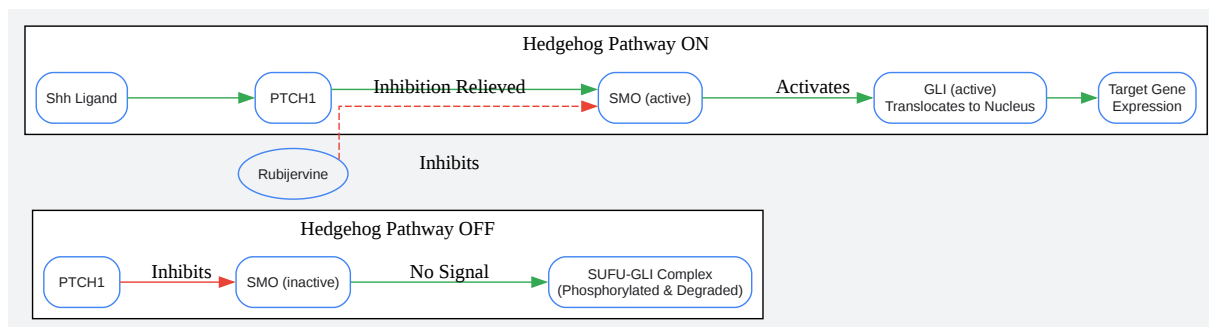 Hedgehog Pathway ON
Shh Ligand
PTCH1
Inhibition Relieved
SMO (active)
Activates
GLI (active)
Translocates to Nucleus
Target Gene
Expression
Rubijervine
Inhibits
Hedgehog Pathway OFF
PTCH1
Inhibits
SMO (inactive)
No Signal
SUFU-GLI Complex
(Phosphorylated & Degraded)